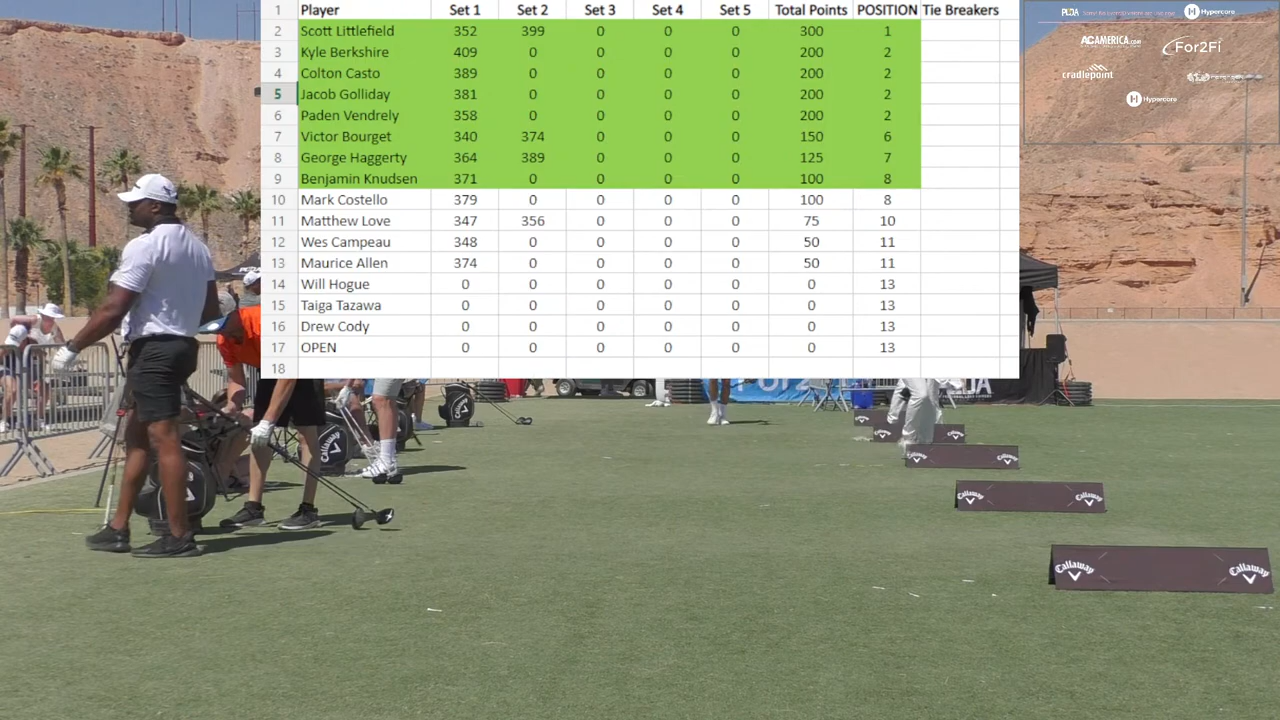 1 Player Set 1 Set 2 Set 3 Set 4 Set 5 Total Points POSITION Tie Breakers
2 Scott Littlefield 352 399 0 0 0 300 1
3 Kyle Berkshire 409 0 0 0 0 200 2
4 Colton Casto 389 0 0 0 0 200 2
5 Jacob Golliday 381 0 0 0 0 200 2
6 Paden Vendrely 358 0 0 0 0 200 2
7 Victor Bourget 340 374 0 0 0 150 6
8 George Haggerty 364 389 0 0 0 125 7
9 Benjamin Knudsen 371 0 0 0 0 100 8
10 Mark Costello 379 0 0 0 0 100 8
11 Matthew Love 347 356 0 0 0 75 10
12 Wes Campeau 348 0 0 0 0 50 11
13 Maurice Allen 374 0 0 0 0 50 11
14 Will Hogue 0 0 0 0 0 0 13
15 Taiga Tazawa 0 0 0 0 0 0 13
16 Drew Cody 0 0 0 0 0 0 13
17 OPEN 0 0 0 0 0 0 13
18
PLDA Hypercore
ACAMERICA.COM For2Fi
cradlepoint
Hypercore
Callaway Callaway
Callaway Callaway
Callaway Callaway
Callaway Callaway